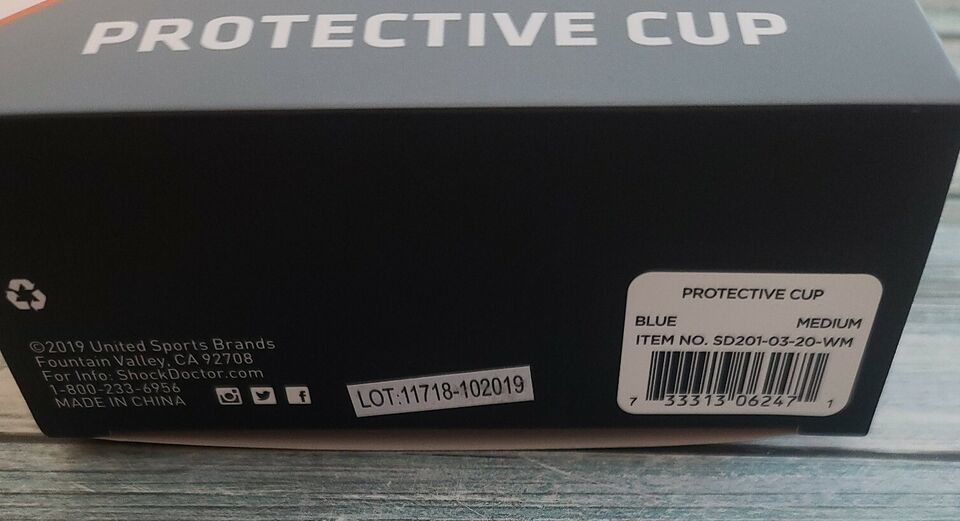 PROTECTIVE CUP
©2019 United Sports Brands
Fountain Valley, CA 92708
For Info: ShockDoctor.com
1-800-233-6956
MADE IN CHINA
LOT:11718-102019
PROTECTIVE CUP
BLUE MEDIUM
ITEM NO. SD201-03-20-WM
7 33313 06247 1